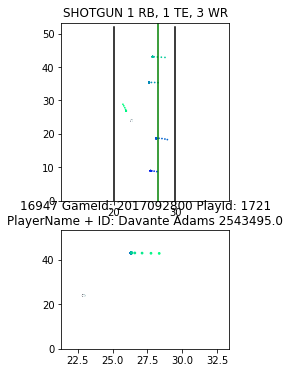 SHOTGUN 1 RB, 1 TE, 3 WR
50
40
30
20
10
0
20
30
16947 GameId: 2017092800 PlayId: 1721
PlayerName + ID: Davante Adams 2543495.0
40
20
0
22.5 25.0 27.5 30.0 32.5